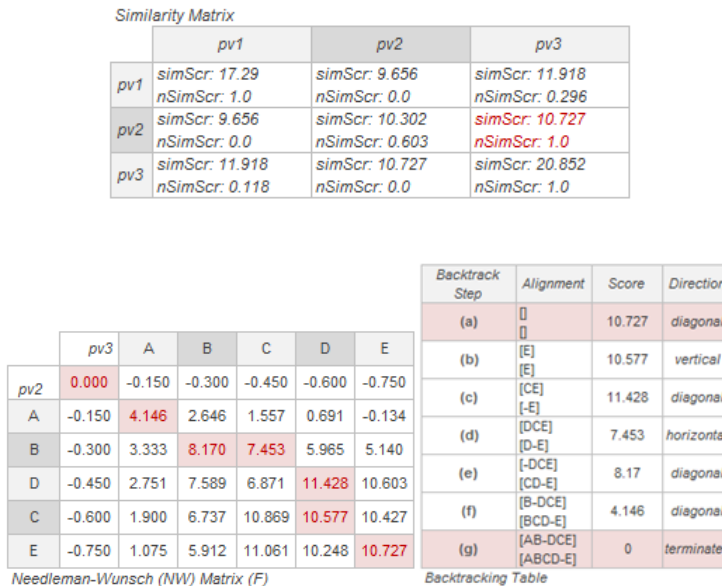 Similarity Matrix
pv1 pv2 pv3
pv1 simScr: 17.29 simScr: 9.656 simScr: 11.918
nSimScr: 1.0 nSimScr: 0.0 nSimScr: 0.296
pv2 simScr: 9.656 simScr: 10.302 simScr: 10.727
nSimScr: 0.0 nSimScr: 0.603 nSimScr: 1.0
pv3 simScr: 11.918 simScr: 10.727 simScr: 20.852
nSimScr: 0.118 nSimScr: 0.0 nSimScr: 1.0
pv3 A B C D E
pv2 0.000 -0.150 -0.300 -0.450 -0.600 -0.750
A -0.150 4.146 2.646 1.557 0.691 -0.134
B -0.300 3.333 8.170 7.453 5.965 5.140
D -0.450 2.751 7.589 6.871 11.428 10.603
C -0.600 1.900 6.737 10.869 10.577 10.427
E -0.750 1.075 5.912 11.061 10.248 10.727
Needleman-Wunsch (NW) Matrix (F)
Backtrack Step Alignment Score Direction
(a) [] 10.727 diagonal
[]
(b) [E] 10.577 vertical
[E]
(c) [CE] 11.428 diagonal
[-E]
(d) [DCE] 7.453 horizontal
[D-E]
(e) [-DCE] 8.17 diagonal
[CD-E]
(f) [B-DCE] 4.146 diagonal
[BCD-E]
(g) [AB-DCE] 0 terminate
[ABCD-E]
Backtracking Table